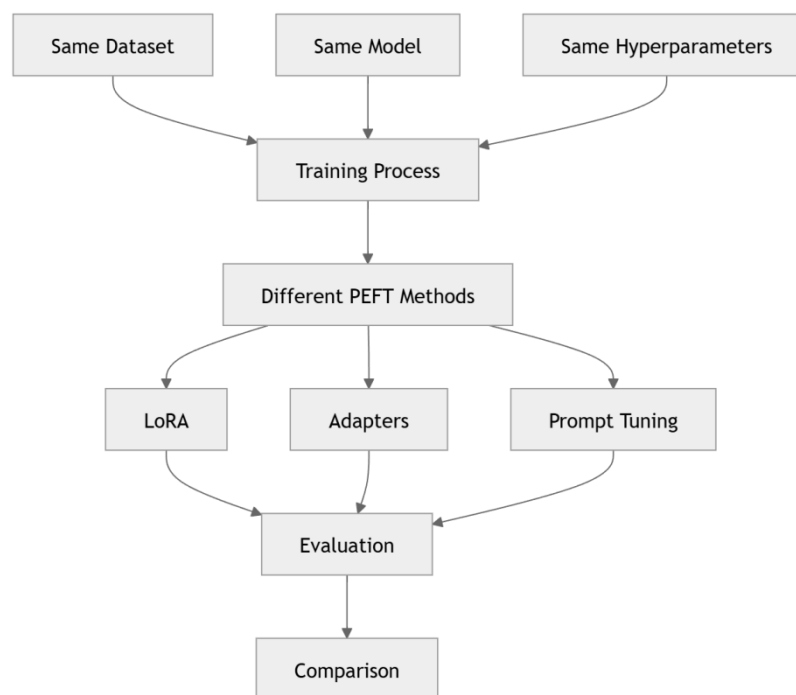 Same Dataset
Same Model
Same Hyperparameters
Training Process
Different PEFT Methods
LoRA
Adapters
Prompt Tuning
Evaluation
Comparison